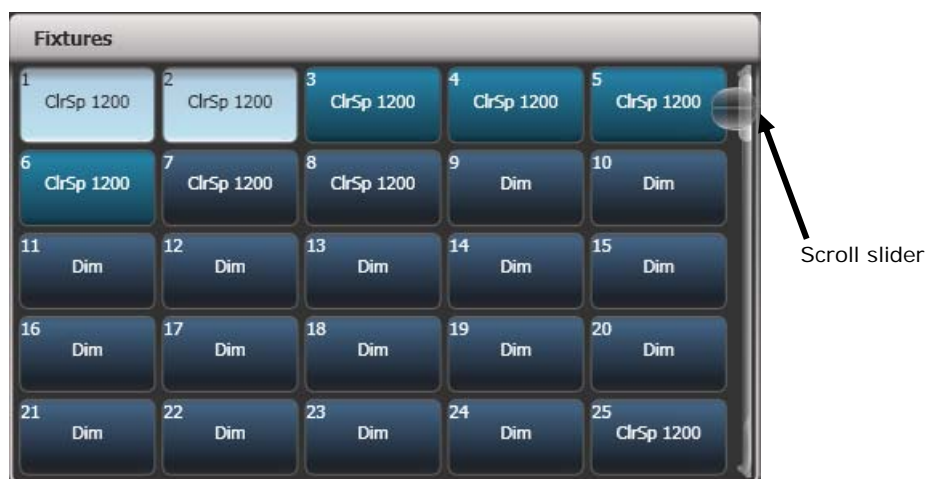 Fixtures
1 ClrSp 1200
2 ClrSp 1200
3 ClrSp 1200
4 ClrSp 1200
5 ClrSp 1200
6 ClrSp 1200
7 ClrSp 1200
8 ClrSp 1200
9 Dim
10 Dim
11 Dim
12 Dim
13 Dim
14 Dim
15 Dim
16 Dim
17 Dim
18 Dim
19 Dim
20 Dim
21 Dim
22 Dim
23 Dim
24 Dim
25 ClrSp 1200
Scroll slider